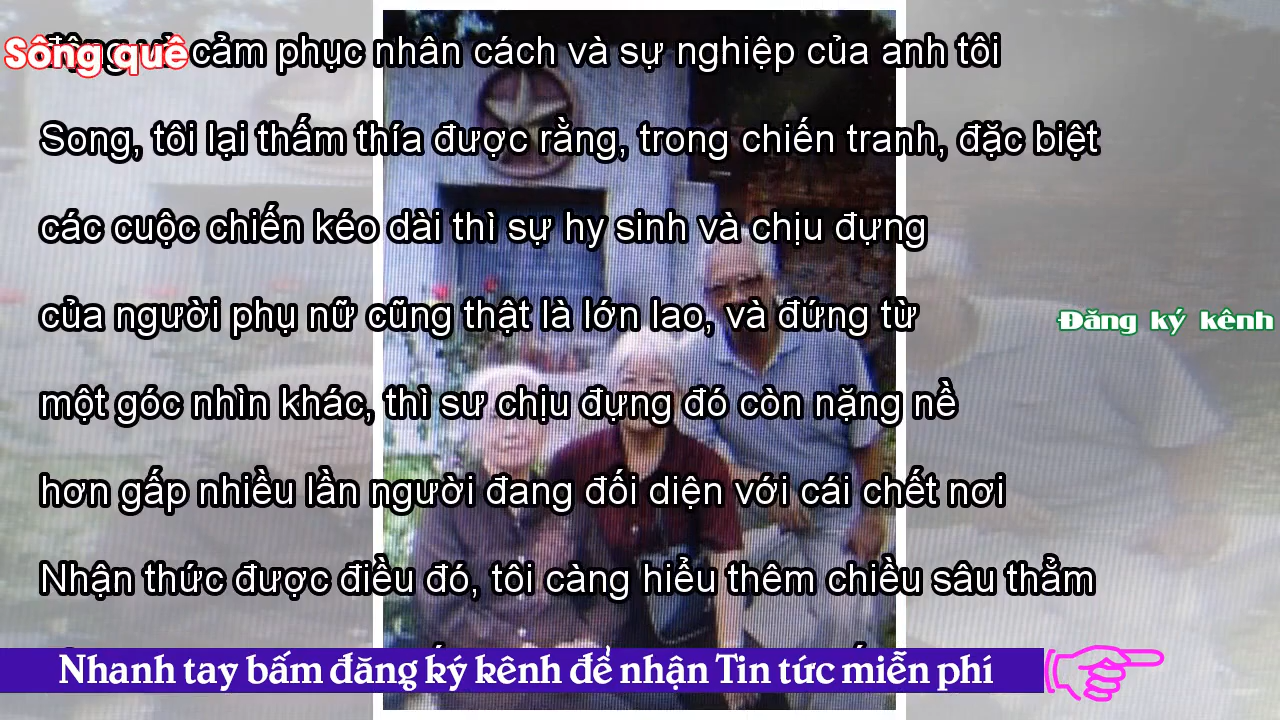 Sông quê
động và cảm phục nhân cách và sự nghiệp của anh tôi
Song, tôi lại thấm thía được rằng, trong chiến tranh, đặc biệt
các cuộc chiến kéo dài thì sự hy sinh và chịu đựng
của người phụ nữ cũng thật là lớn lao, và đứng từ
Đăng ký kênh
một góc nhìn khác, thì sư chịu đựng đó còn nặng nề
hơn gấp nhiều lần người đang đối diện với cái chết nơi
Nhận thức được điều đó, tôi càng hiểu thêm chiều sâu thẳm
Nhanh tay bấm đăng ký kênh để nhận Tin tức miễn phí